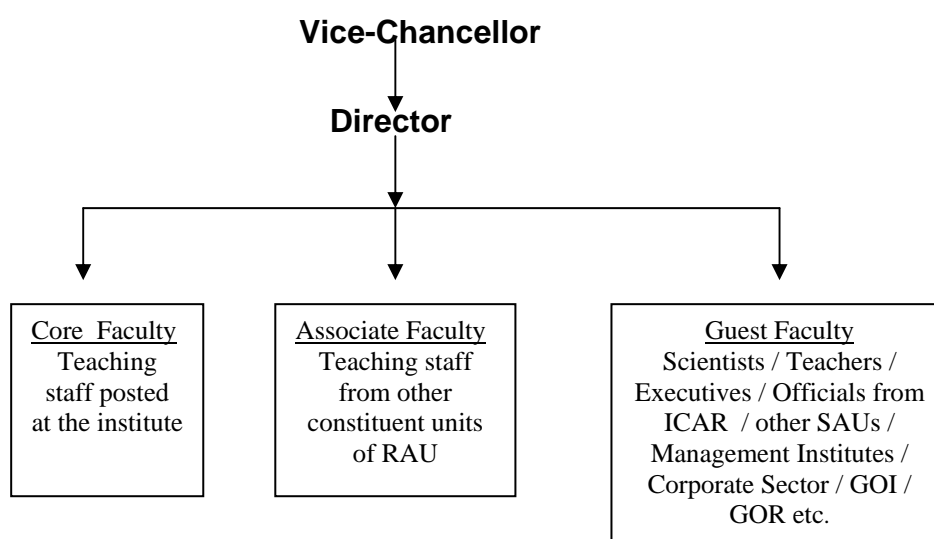 Vice-Chancellor
Director
Core Faculty
Teaching
staff posted
at the institute
Associate Faculty
Teaching staff
from other
constituent units
of RAU
Guest Faculty
Scientists / Teachers /
Executives / Officials from
ICAR / other SAUs /
Management Institutes /
Corporate Sector / GOI /
GOR etc.